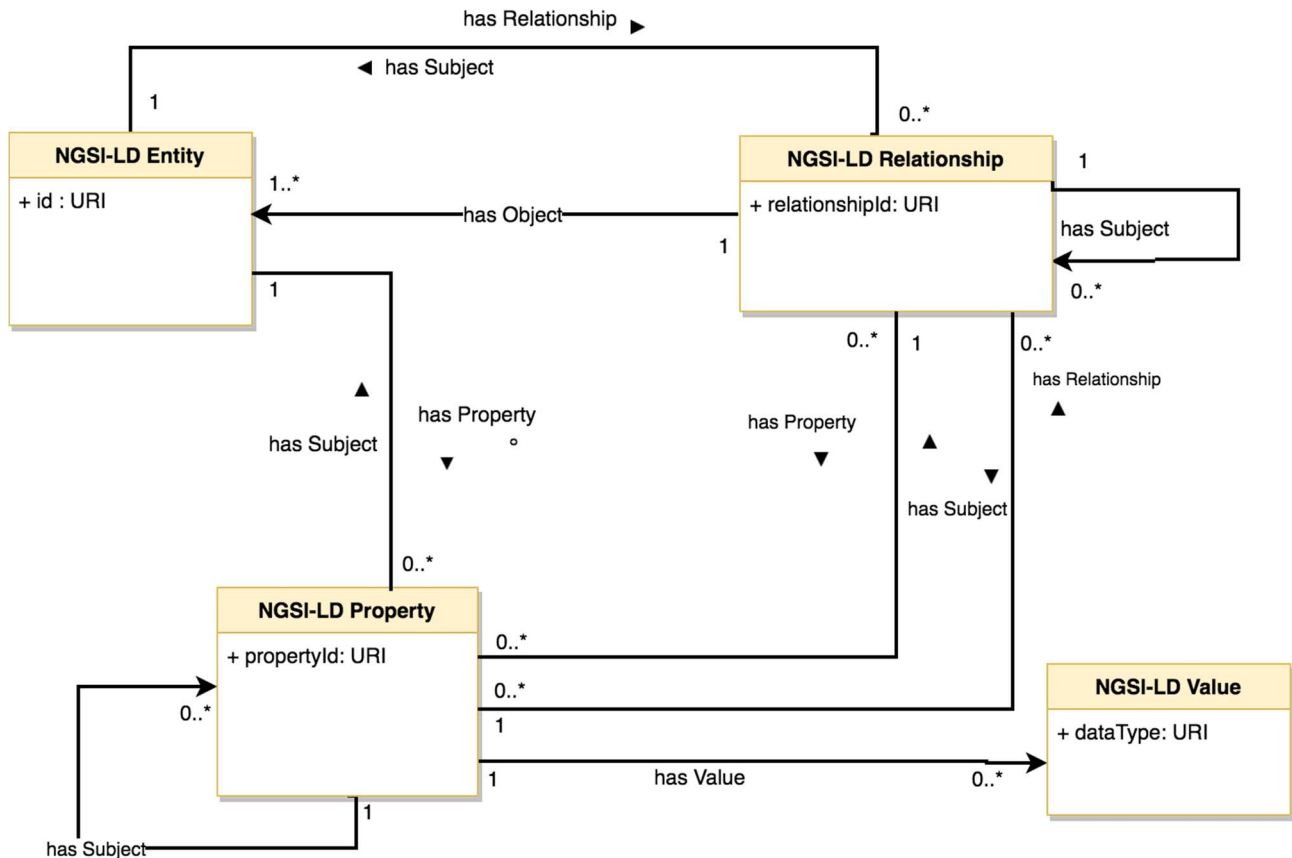 has Relationship ►
◄ has Subject
1
0..*
NGSI-LD Entity
+ id : URI
NGSI-LD Relationship
+ relationshipId: URI
1
1..*
has Object
1
has Subject
0..*
1
0..*
1
0..*
has Relationship
▲
▲
has Subject
has Property
▼
has Property
▼
▲
▼
has Subject
0..*
NGSI-LD Property
+ propertyId: URI
0..*
0..*
1
0..*
NGSI-LD Value
+ dataType: URI
1
has Value
0..*
1
has Subject